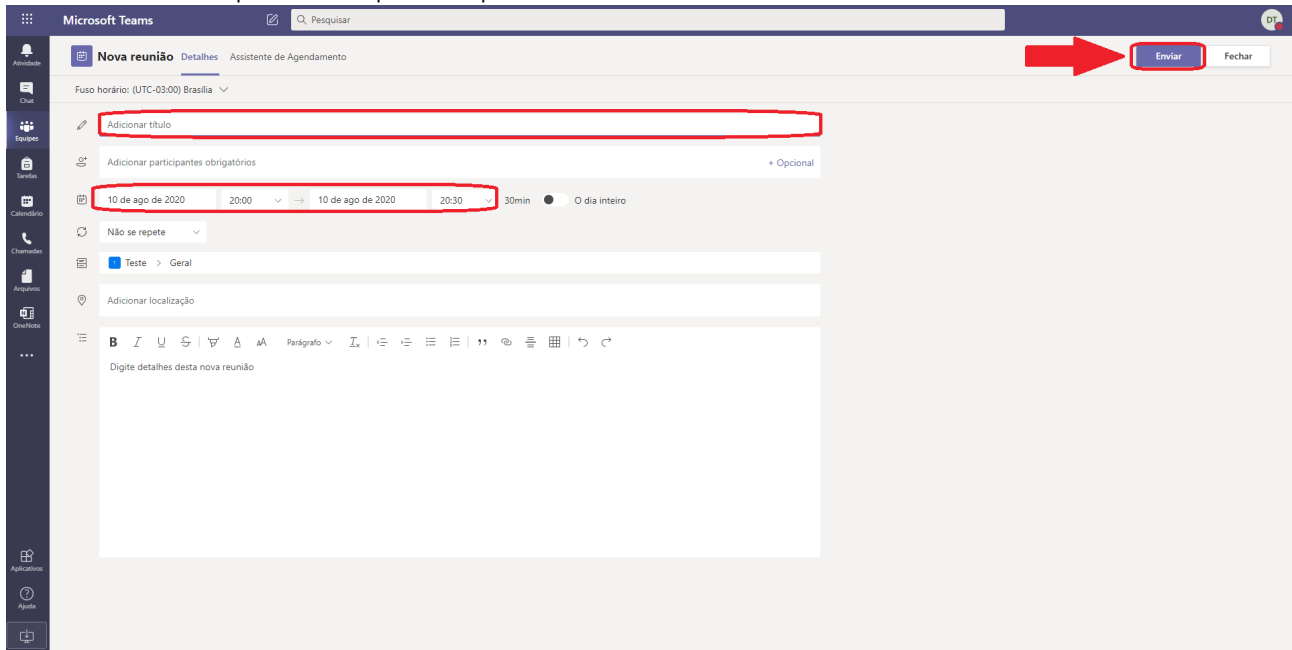 Microsoft Teams
Pesquisar
DT
Atividade
Nova reunião Detalhes Assistente de Agendamento
Enviar Fechar
Chat
Fuso horário: (UTC-03:00) Brasília
Equipes
Adicionar título
Tarefas
Adicionar participantes obrigatórios + Opcional
Calendário
10 de ago de 2020 20:00 → 10 de ago de 2020 20:30 30min O dia inteiro
Chamadas
Não se repete
Teste > Geral
Arquivos
Adicionar localização
OneNote
B I U S A AA Parágrafo
Digite detalhes desta nova reunião
Aplicativos
Ajuda